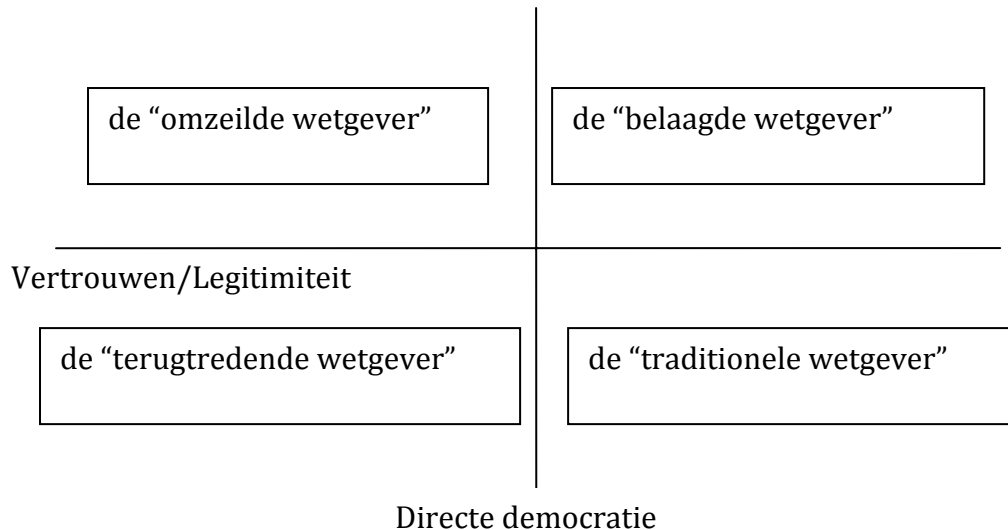 de “omzeilde wetgever”
de “belaagde wetgever”
Vertrouwen/Legitimiteit
de “terugtredende wetgever”
de “traditionele wetgever”
Directe democratie